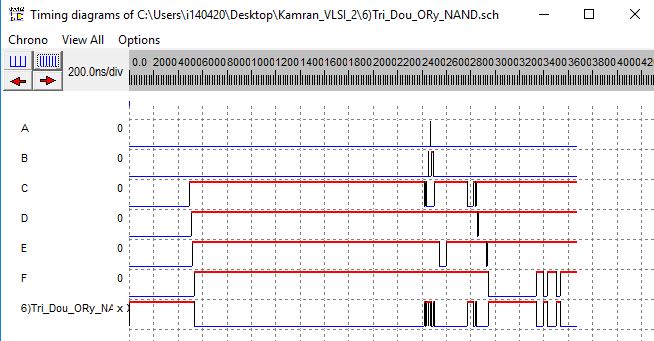 Timing diagrams of C:\Users\i140420\Desktop\Kamran_VLSI_2\6)Tri_Dou_ORy_NAND.sch
Chrono View All Options
200.0ns/div 0.0 2000 4000 6000 8000 1000 1200 1400 1600 1800 2000 2200 2400 2600 2800 3000 3200 3400 3600 3800 4000 420
A 0
B 0
C 0
D 0
E 0
F 0
6)Tri_Dou_ORy_NA x